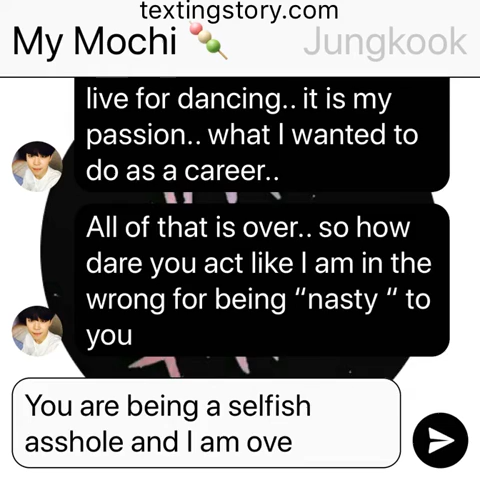 textingstory.com
My Mochi 🍡 Jungkook
live for dancing.. it is my
passion.. what I wanted to
do as a career..
All of that is over.. so how
dare you act like I am in the
wrong for being “nasty “ to
you
You are being a selfish
asshole and I am ove